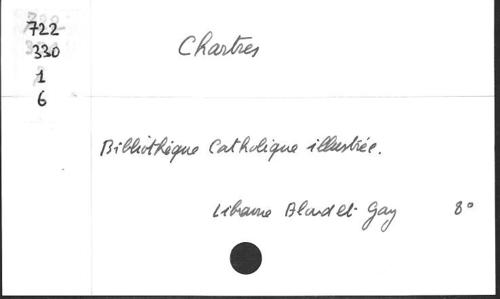 722
330
1
6
Chartres
Bibliothèque Catholique illustrée.
Librairie Bloud et Gay 8°